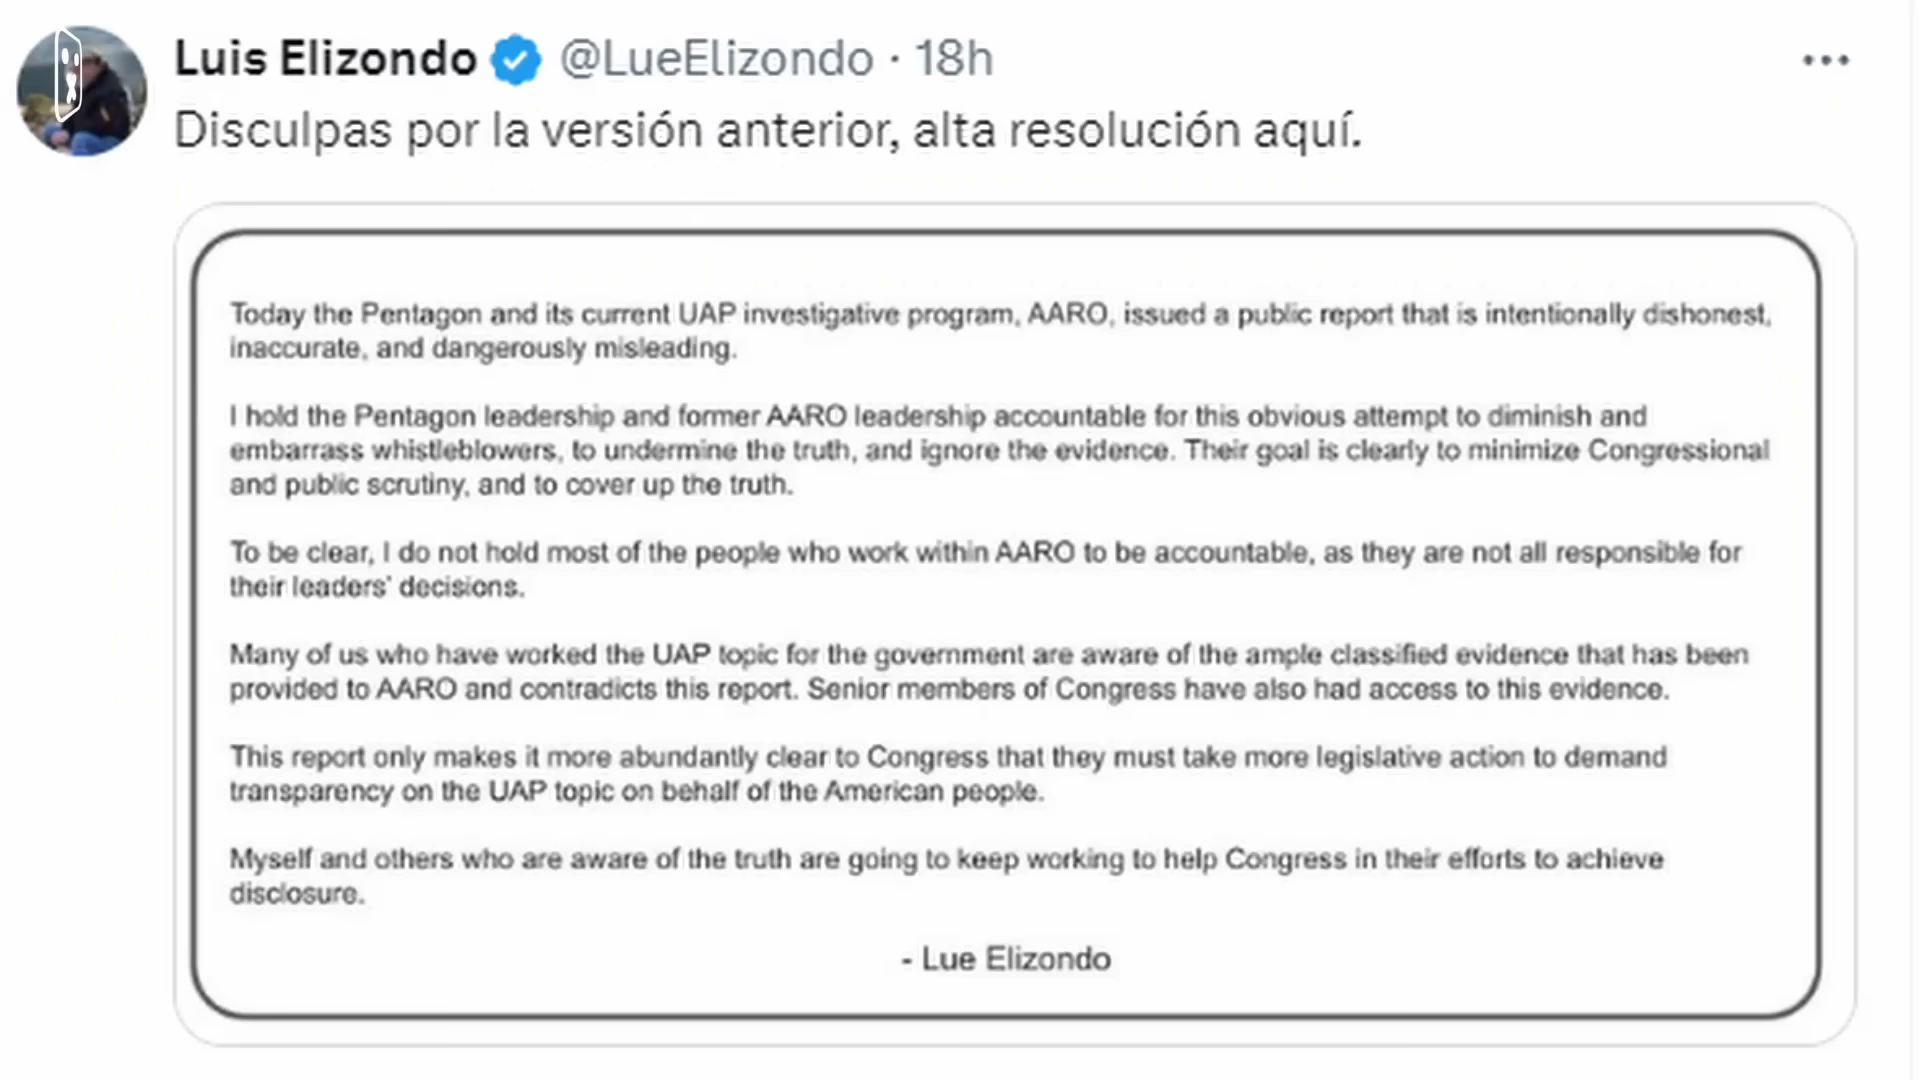 Luis Elizondo @LueElizondo · 18h
Disculpas por la versión anterior, alta resolución aquí.
Today the Pentagon and its current UAP investigative program, AARO, issued a public report that is intentionally dishonest,
inaccurate, and dangerously misleading.
I hold the Pentagon leadership and former AARO leadership accountable for this obvious attempt to diminish and
embarrass whistleblowers, to undermine the truth, and ignore the evidence. Their goal is clearly to minimize Congressional
and public scrutiny, and to cover up the truth.
To be clear, I do not hold most of the people who work within AARO to be accountable, as they are not all responsible for
their leaders' decisions.
Many of us who have worked the UAP topic for the government are aware of the ample classified evidence that has been
provided to AARO and contradicts this report. Senior members of Congress have also had access to this evidence.
This report only makes it more abundantly clear to Congress that they must take more legislative action to demand
transparency on the UAP topic on behalf of the American people.
Myself and others who are aware of the truth are going to keep working to help Congress in their efforts to achieve
disclosure.
- Lue Elizondo